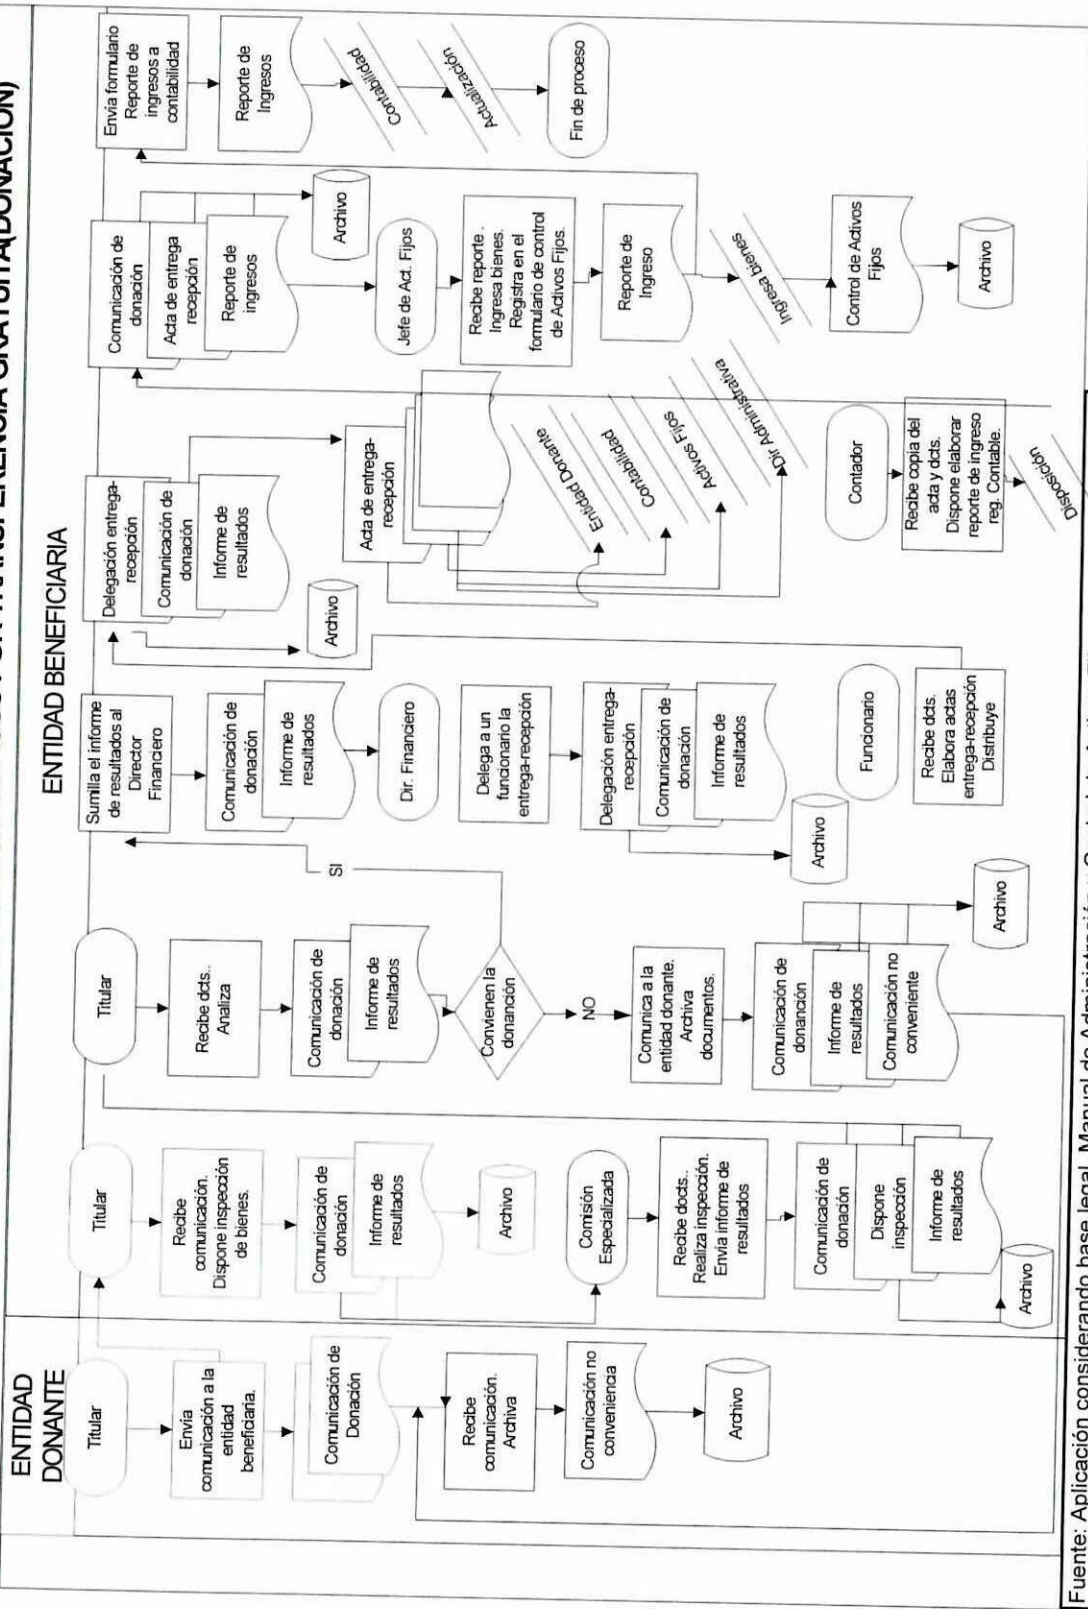 POR TRANSFERENCIA GRATUITA(DONACION)
ENTIDAD
DONANTE
ENTIDAD BENEFICIARIA
Titular
Envia
comunicación a la
entidad
beneficiaria.
Comunicación de
Donación
Recibe
comunicación.
Archiva
Comunicación no
conveniencia
Archivo
Titular
Recibe
comunicación.
Dispone inspección
de bienes.
Comunicación de
donación
Informe de
resultados
Archivo
Comisión
Especializada
Recibe docts..
Realiza inspección.
Envia informe de
resultados
Comunicación de
donación
Dispone
inspección
Informe de
resultados
Archivo
Titular
Recibe dcts..
Analiza
Comunicación de
donación
Informe de
resultados
Convienen la
donanción
SI
NO
Comunica a la
entidad donante.
Archiva
documentos.
Comunicación de
donanción
Informe de
resultados
Comunicación no
conveniente
Archivo
Sumilla el informe
de resultados al
Director
Financiero
Comunicación de
donación
Informe de
resultados
Dir. Financiero
Delega a un
funcionario la
entrega-recepción
Delegación entrega-
recepción
Comunicación de
donación
Informe de
resultados
Archivo
Funcionario
Recibe dcts.
Elabora actas
entrega-recepción
Distribuye
Delegación entrega-
recepción
Comunicación de
donación
Informe de
resultados
Archivo
Acta de entrega-
recepción
Entidad Donante
Contabilidad
Activos Fijos
Dir Administrativa
Contador
Recibe copia del
acta y dcts.
Dispone elaborar
reporte de ingreso
reg. Contable.
Disposición
Comunicación de
donación
Acta de entrega
recepción
Reporte de
ingresos
Archivo
Jefe de Act. Fijos
Recibe reporte .
Ingresa bienes.
Registra en el
formulario de control
de Activos Fijos.
Reporte de
Ingreso
Ingresa bienes
Control de Activos
Fijos
Archivo
Envia formulario
Reporte de
ingresos a
contabilidad
Reporte de
Ingresos
Contabilidad
Actualización
Fin de proceso
Fuente: Aplicación considerando base legal, Manual de Administración y Control